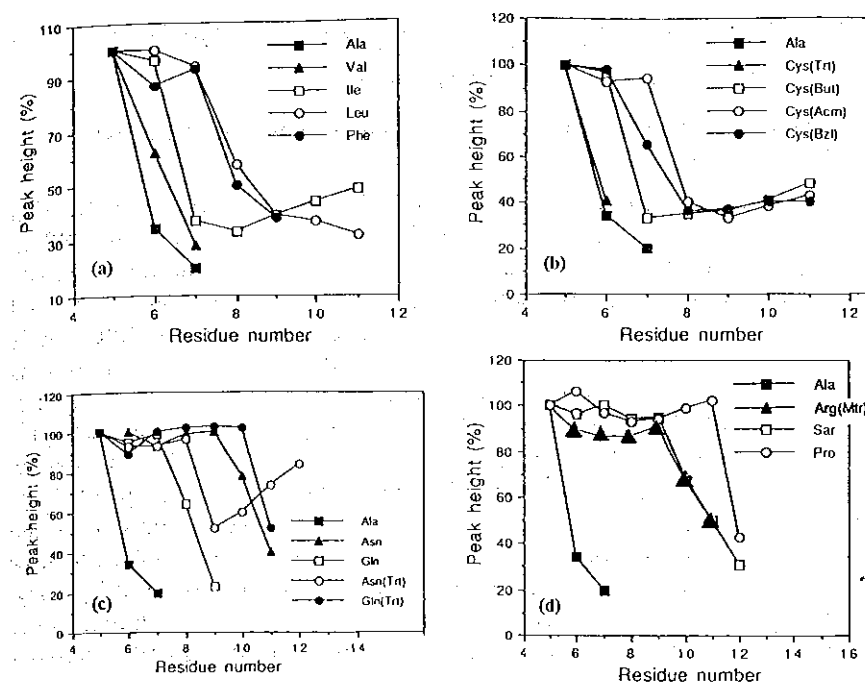 Peak height (%)
110
90
70
50
30
10
Ala
Val
Ile
Leu
Phe
(a)
2 4 6 8 10 12
Residue number
Peak height (%)
120
100
80
60
40
20
0
Ala
Cys(Trt)
Cys(But)
Cys(Acm)
Cys(Bzl)
(b)
2 4 6 8 10 12
Residue number
Peak height (%)
120
100
80
60
40
20
0
Ala
Asn
Gln
Asn(Trt)
Gln(Trt)
(c)
4 6 8 10 12 14
Residue number
Peak height (%)
120
100
80
60
40
20
0
Ala
Arg(Mtr)
Sar
Pro
(d)
4 6 8 10 12 14 16
Residue number